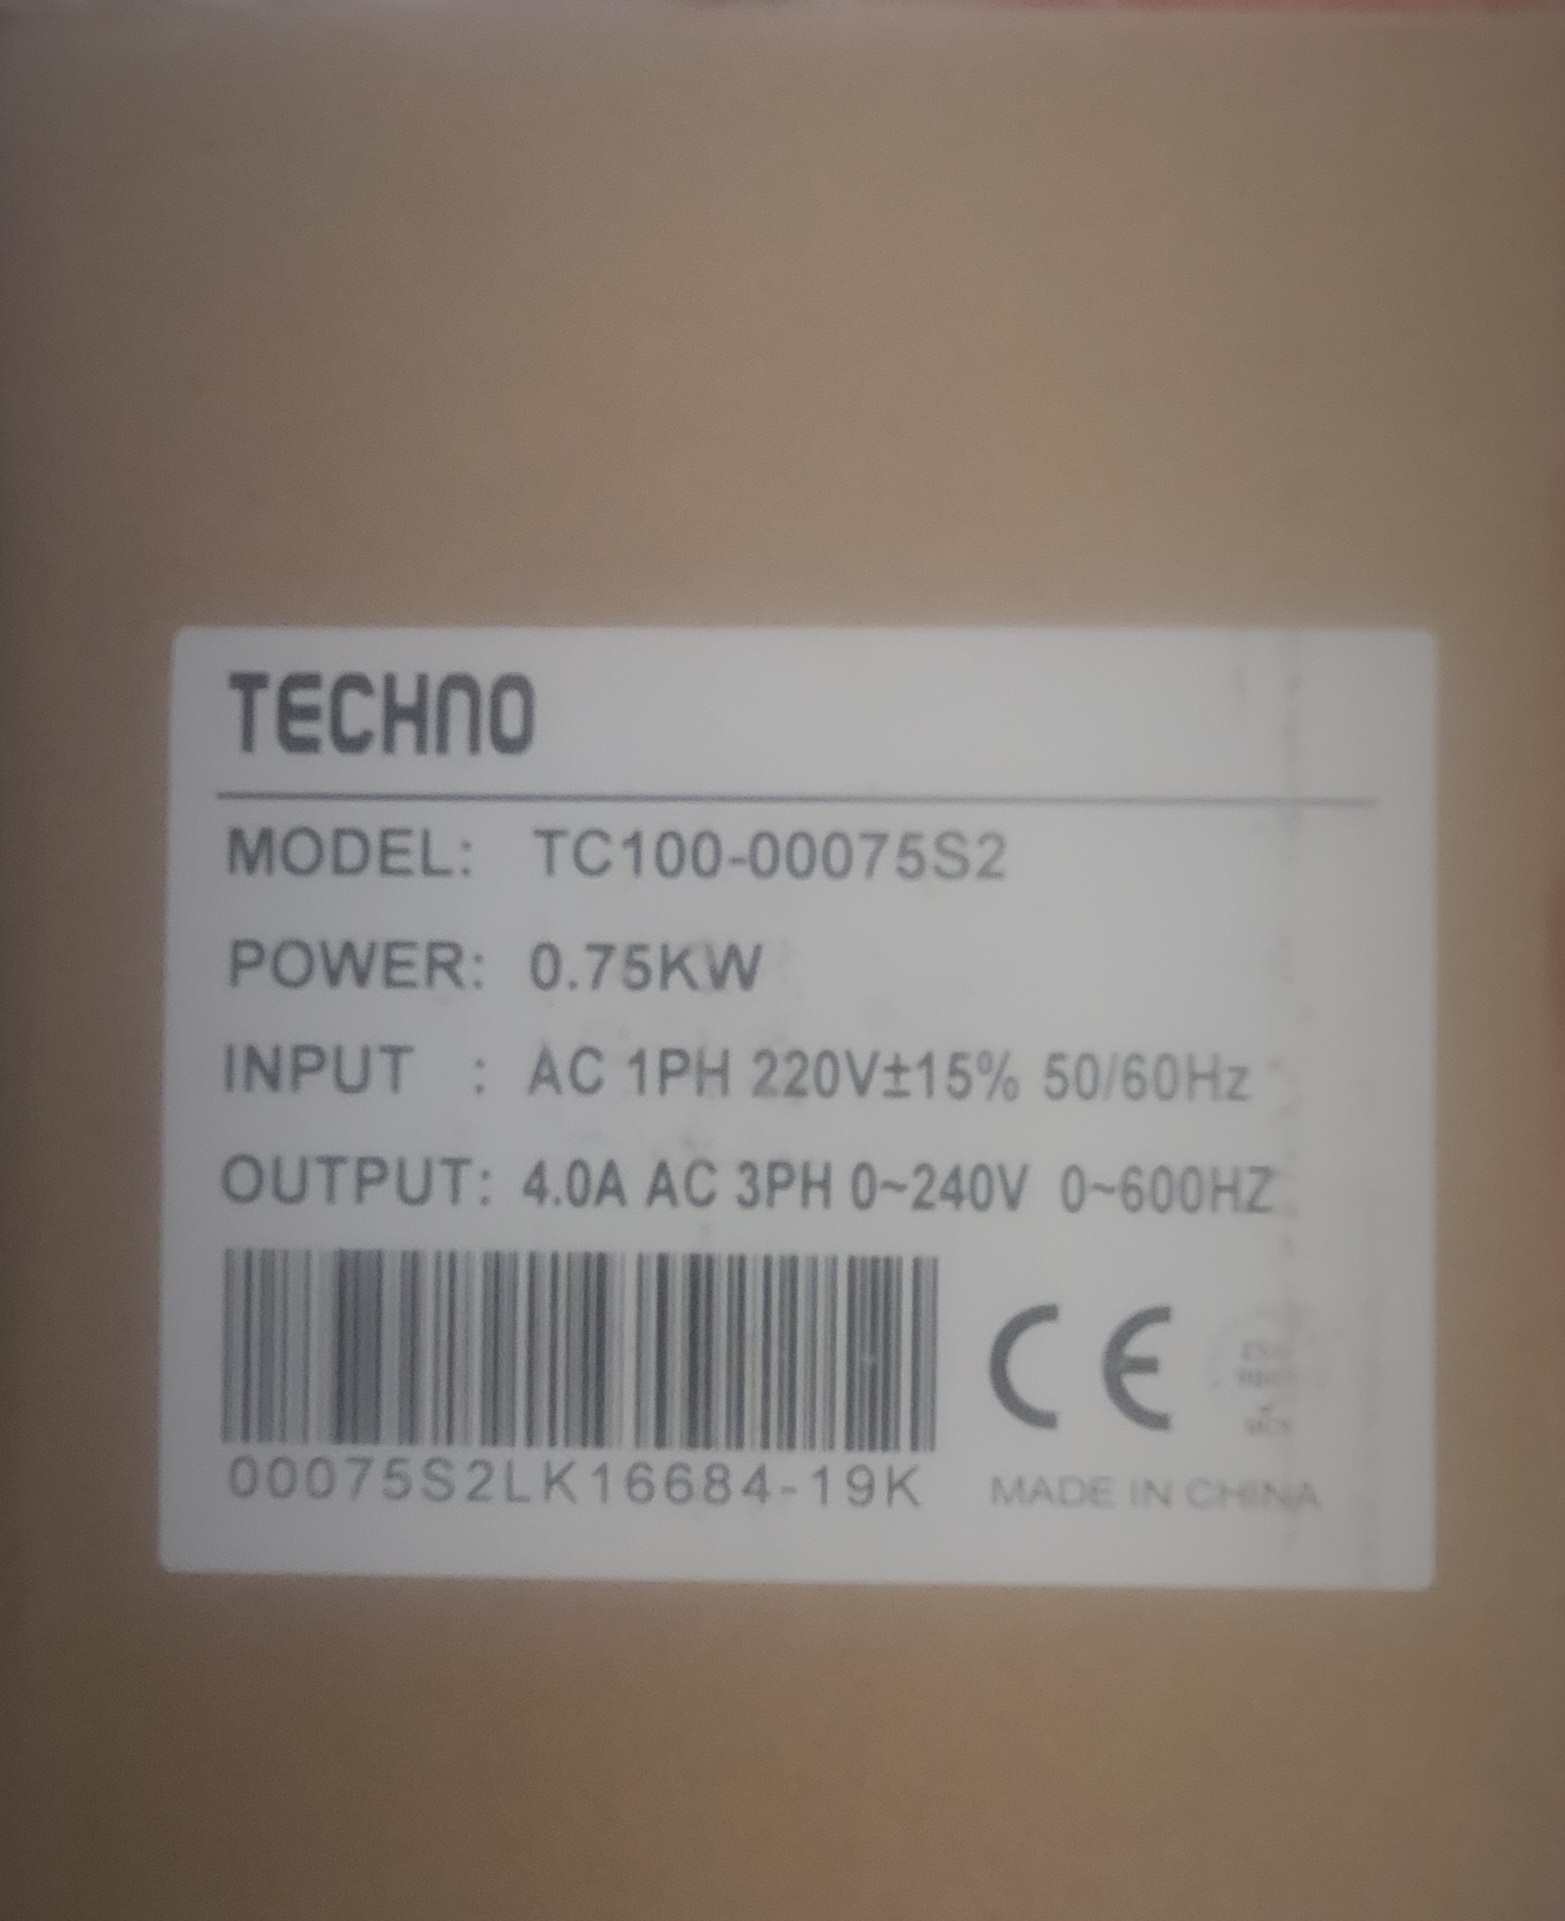 TECHNO
MODEL: TC100-00075S2
POWER: 0.75KW
INPUT : AC 1PH 220V±15% 50/60Hz
OUTPUT: 4.0A AC 3PH 0~240V 0~600HZ
CE
00075S2LK16684-19K
MADE IN CHINA